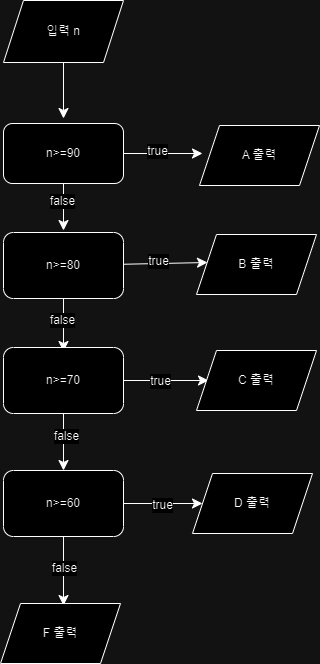 입력 n
n>=90
true
A 출력
false
n>=80
true
B 출력
false
n>=70
true
C 출력
false
n>=60
true
D 출력
false
F 출력